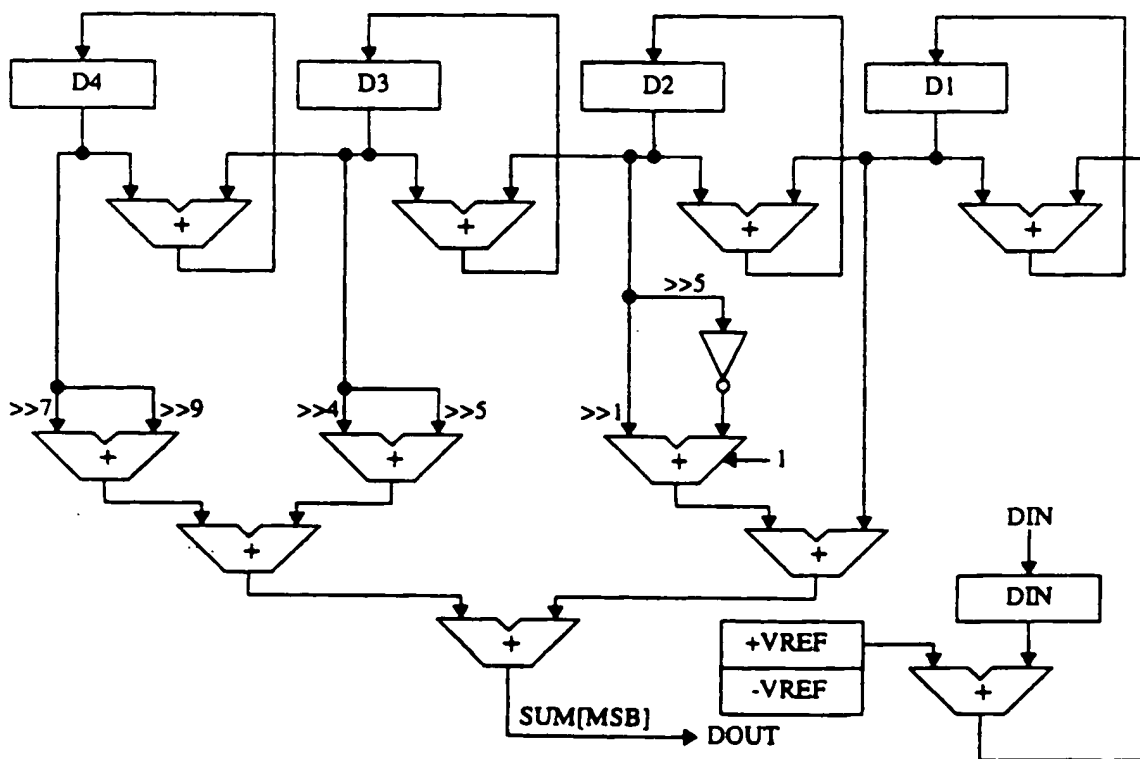 D4 D3 D2 D1
+ + + +
>>5
>>7 >>9 >>4 >>5 >>1
+ + + 1
DIN
+ +
DIN
+VREF
+
+
-VREF
SUM[MSB]
DOUT